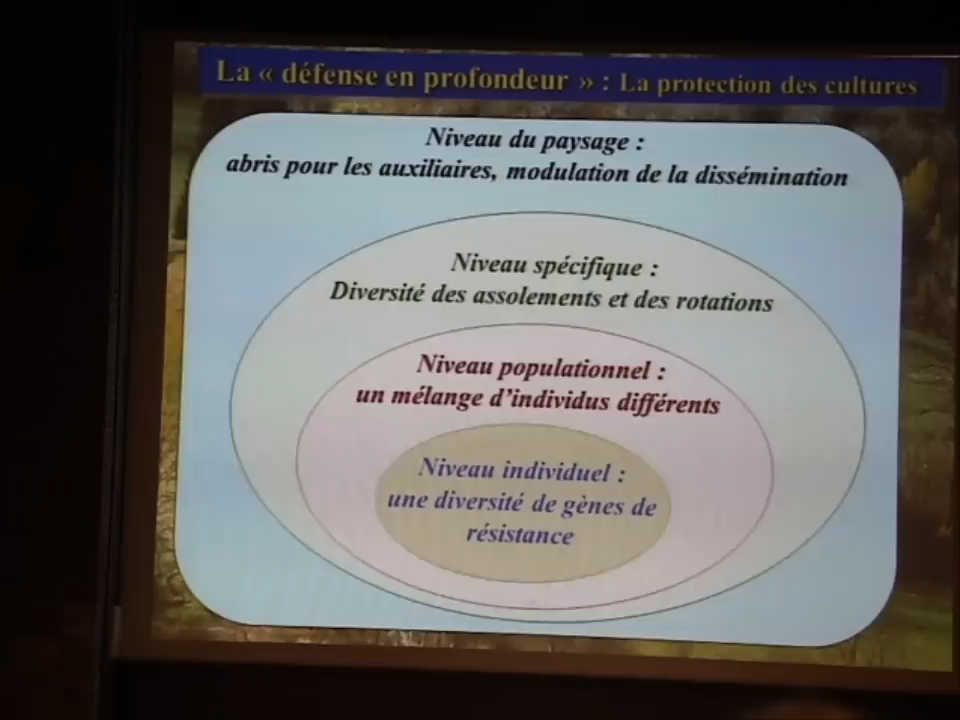 La « défense en profondeur » : La protection des cultures
Niveau du paysage :
abris pour les auxiliaires, modulation de la dissémination
Niveau spécifique :
Diversité des assolements et des rotations
Niveau populationnel :
un mélange d'individus différents
Niveau individuel :
une diversité de gènes de
résistance